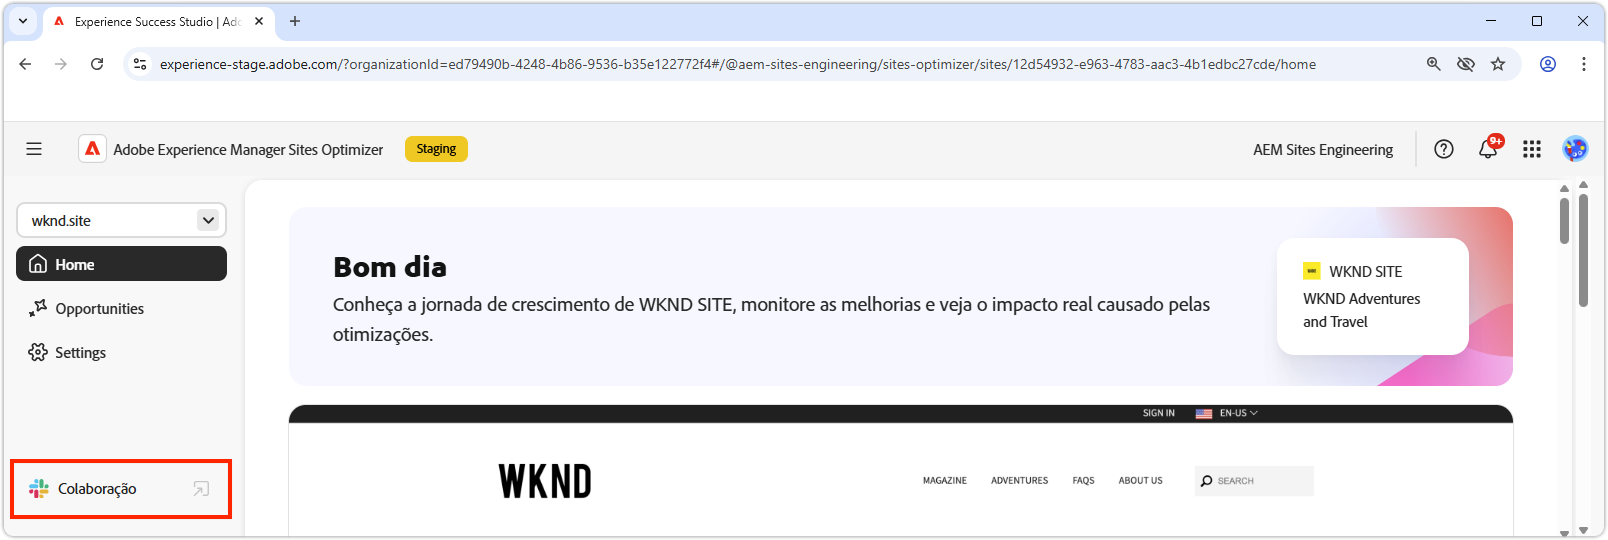 Experience Success Studio | Ado
experience-stage.adobe.com/?organizationId=ed79490b-4248-4b86-9536-b35e122772f4#/@aem-sites-engineering/sites-optimizer/sites/12d54932-e963-4783-aac3-4b1edbc27cde/home
Adobe Experience Manager Sites Optimizer
Staging
AEM Sites Engineering
9+
wknd.site
Home
Opportunities
Settings
Colaboração
Bom dia
Conheça a jornada de crescimento de WKND SITE, monitore as melhorias e veja o impacto real causado pelas
otimizações.
WKND SITE
WKND Adventures
and Travel
SIGN IN
EN-US
WKND
MAGAZINE
ADVENTURES
FAQS
ABOUT US
SEARCH